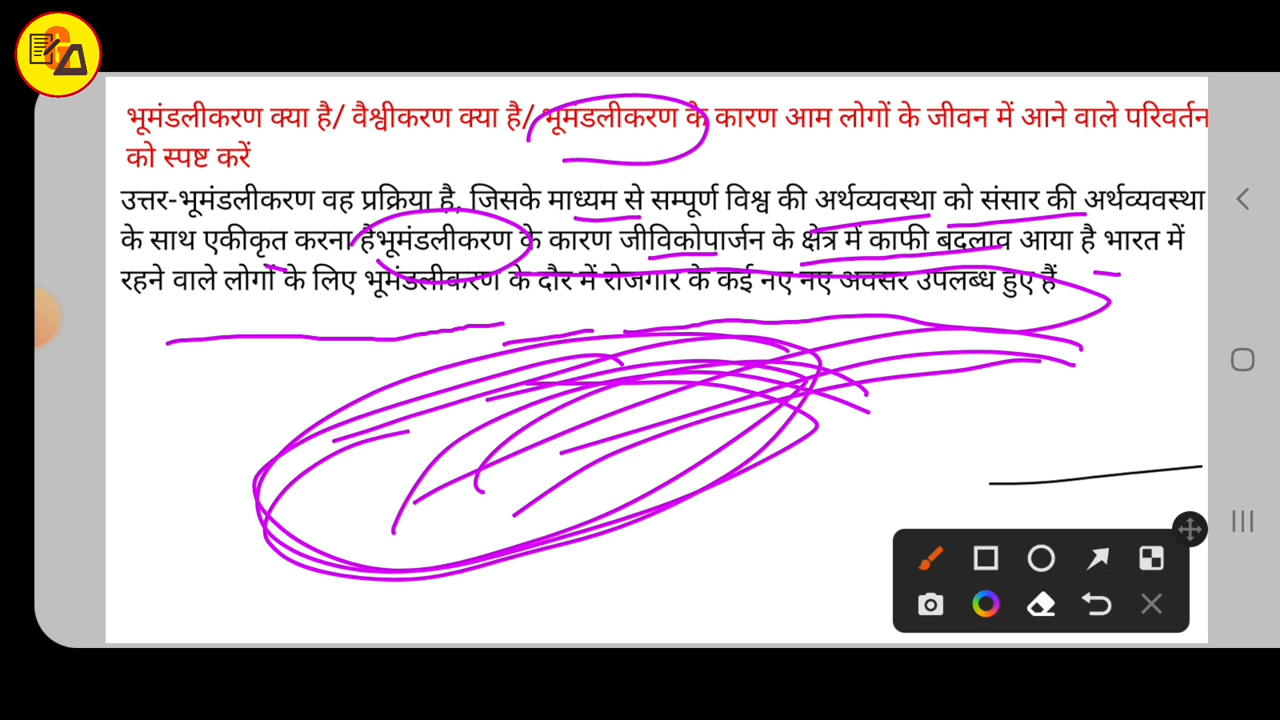 भूमंडलीकरण क्या है/ वैश्वीकरण क्या है/ भूमंडलीकरण के कारण आम लोगों के जीवन में आने वाले परिवर्तन
को स्पष्ट करें
उत्तर-भूमंडलीकरण वह प्रक्रिया है, जिसके माध्यम से सम्पूर्ण विश्व की अर्थव्यवस्था को संसार की अर्थव्यवस्था
के साथ एकीकृत करना हैभूमंडलीकरण के कारण जीविकोपार्जन के क्षेत्र में काफी बदलाव आया है भारत में
रहने वाले लोगों के लिए भूमंडलीकरण के दौर में रोजगार के कई नए नए अवसर उपलब्ध हुए हैं